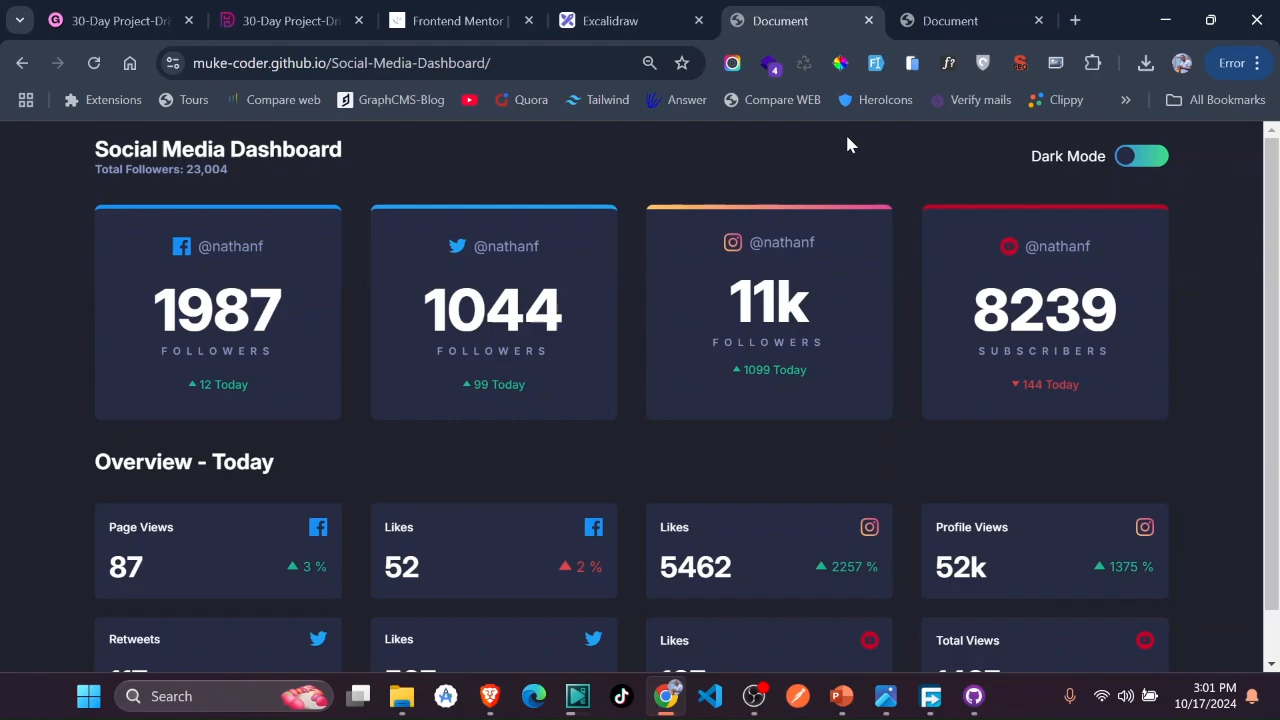 30-Day Project-Dri
30-Day Project-Dri
Frontend Mentor |
Excalidraw
Document
Document
muke-coder.github.io/Social-Media-Dashboard/
4
f?
SEO
Error
Extensions
Tours
Compare web
GraphCMS-Blog
Quora
Tailwind
Answer
Compare WEB
HeroIcons
Verify mails
Clippy
All Bookmarks
Social Media Dashboard
Total Followers: 23,004
Dark Mode
@nathanf
1987
FOLLOWERS
12 Today
@nathanf
1044
FOLLOWERS
99 Today
@nathanf
11k
FOLLOWERS
1099 Today
@nathanf
8239
SUBSCRIBERS
144 Today
Overview - Today
Page Views
87
3 %
Likes
52
2 %
Likes
5462
2257 %
Profile Views
52k
1375 %
Retweets
Likes
Likes
Total Views
Search
3:01 PM
10/17/2024